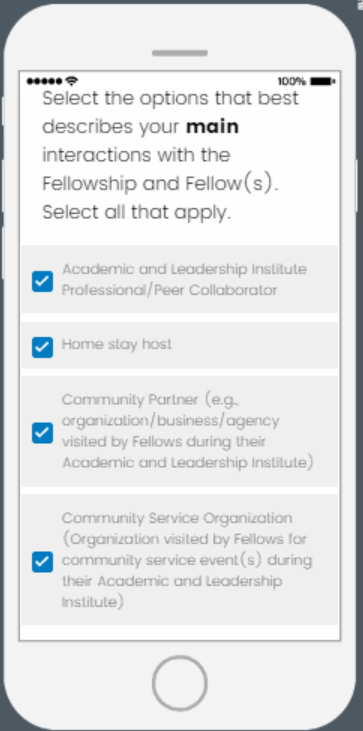 100%
Select the options that best
describes your main
interactions with the
Fellowship and Fellow(s).
Select all that apply.
Academic and Leadership Institute
Professional/Peer Collaborator
Home stay host
Community Partner (e.g.,
organization/business/agency
visited by Fellows during their
Academic and Leadership Institute)
Community Service Organization
(Organization visited by Fellows for
community service event(s) during
their Academic and Leadership
Institute)